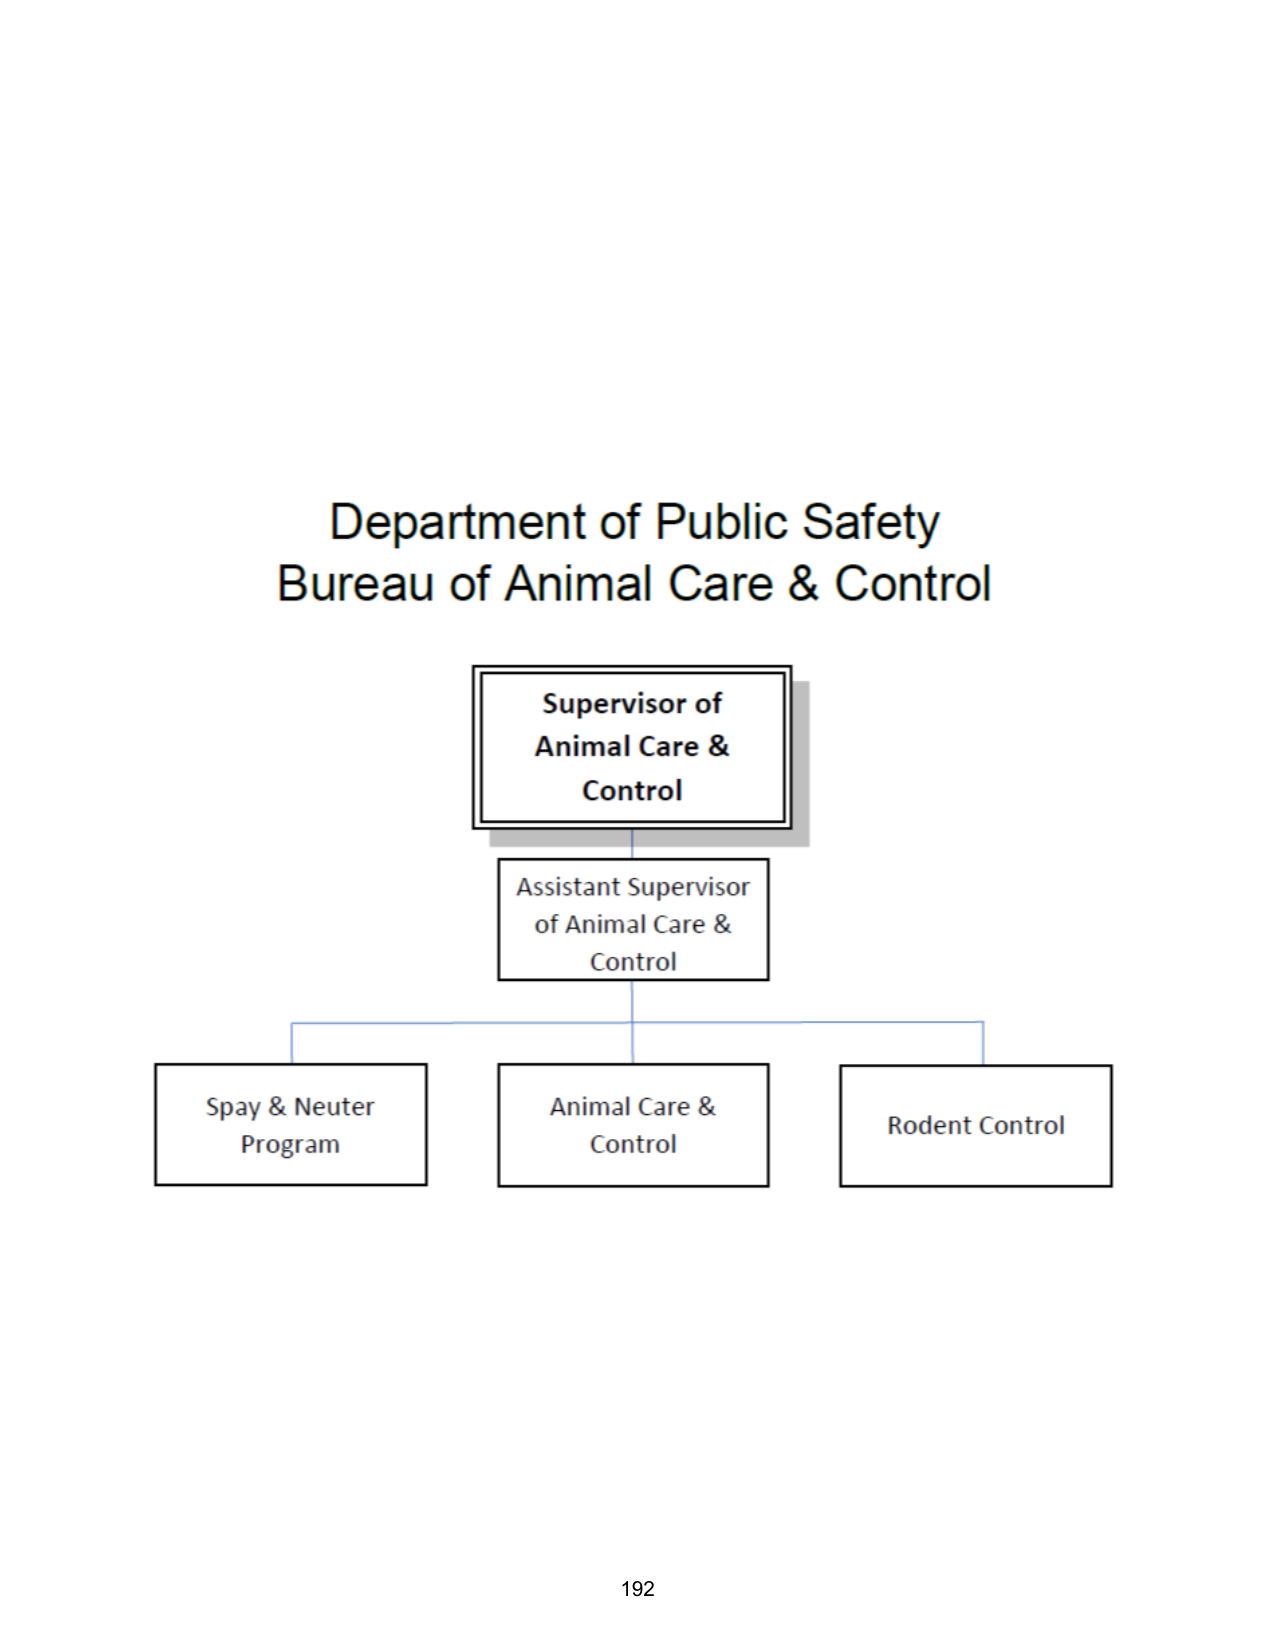 Department of Public Safety
Bureau of Animal Care & Control
Supervisor of
Animal Care &
Control
Assistant Supervisor
of Animal Care &
Control
Spay & Neuter
Program
Animal Care &
Control
Rodent Control
192